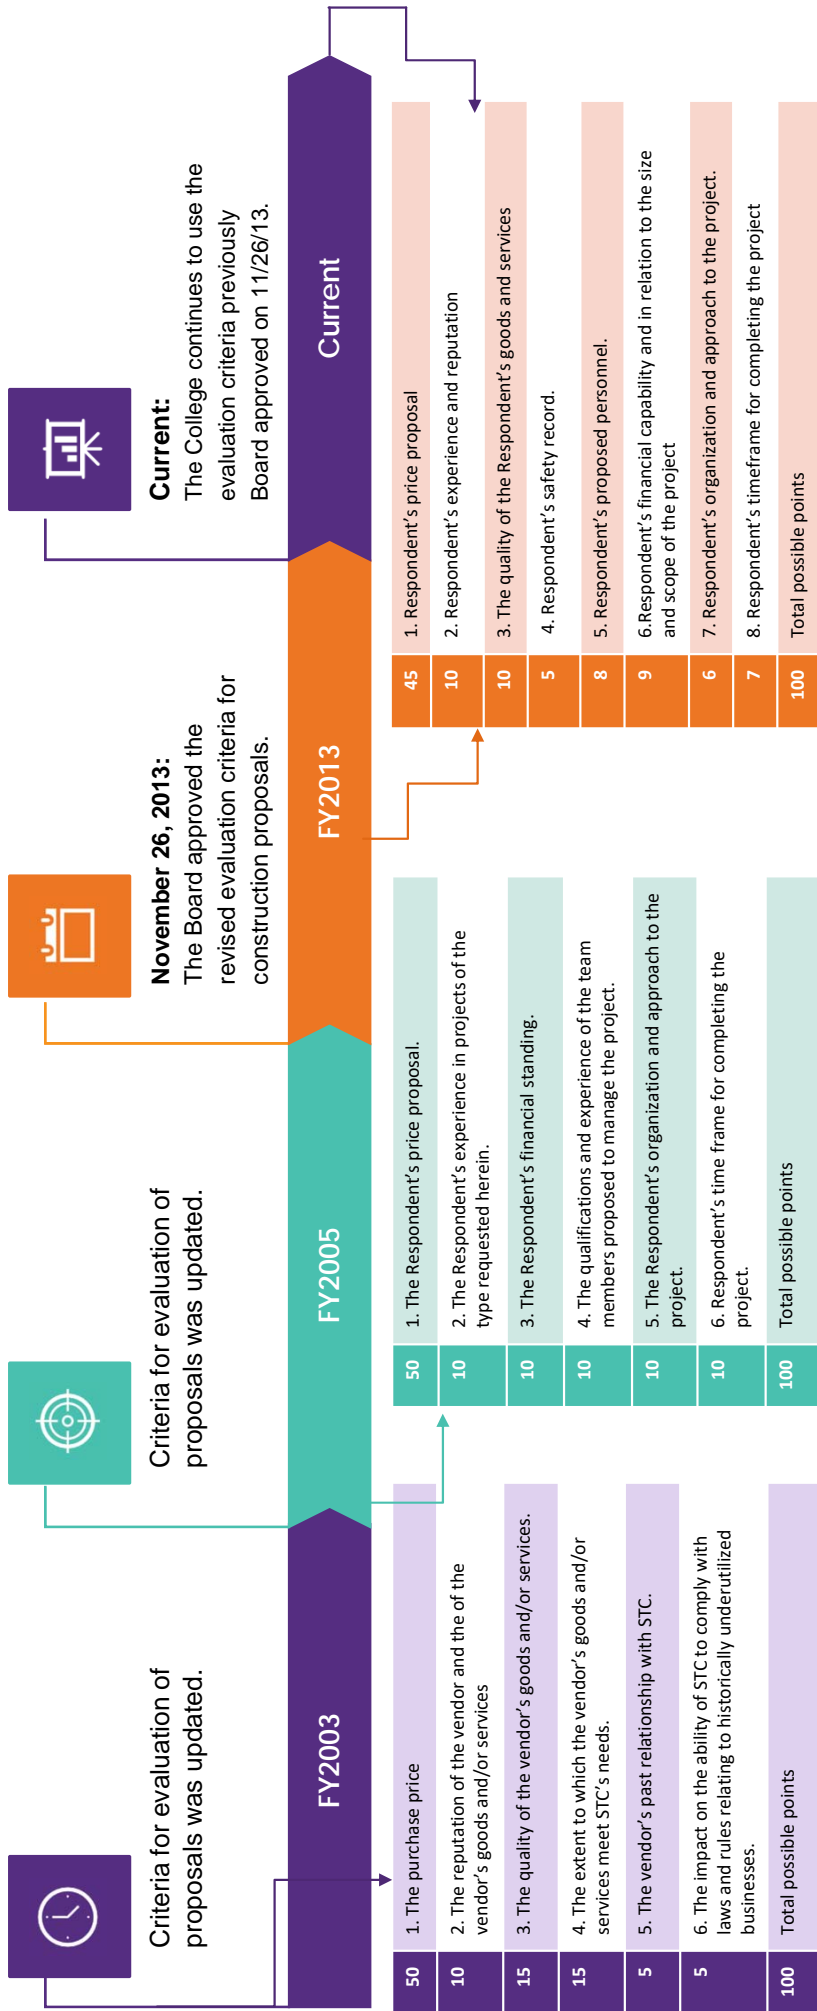 Criteria for evaluation of
proposals was updated.
Criteria for evaluation of
proposals was updated.
November 26, 2013:
The Board approved the
revised evaluation criteria for
construction proposals.
Current:
The College continues to use the
evaluation criteria previously
Board approved on 11/26/13.
FY2003
FY2005
FY2013
Current
50 1. The purchase price
10 2. The reputation of the vendor and the of the
vendor's goods and/or services
15 3. The quality of the vendor's goods and/or services.
15 4. The extent to which the vendor's goods and/or
services meet STC's needs.
5 5. The vendor's past relationship with STC.
5 6. The impact on the ability of STC to comply with
laws and rules relating to historically underutilized
businesses.
100 Total possible points
50 1. The Respondent's price proposal.
10 2. The Respondent's experience in projects of the
type requested herein.
10 3. The Respondent's financial standing.
10 4. The qualifications and experience of the team
members proposed to manage the project.
10 5. The Respondent's organization and approach to the
project.
10 6. Respondent's time frame for completing the
project.
100 Total possible points
45 1. Respondent's price proposal
10 2. Respondent's experience and reputation
10 3. The quality of the Respondent's goods and services
5 4. Respondent's safety record.
8 5. Respondent's proposed personnel.
9 6.Respondent's financial capability and in relation to the size
and scope of the project
6 7. Respondent's organization and approach to the project.
7 8. Respondent's timeframe for completing the project
100 Total possible points